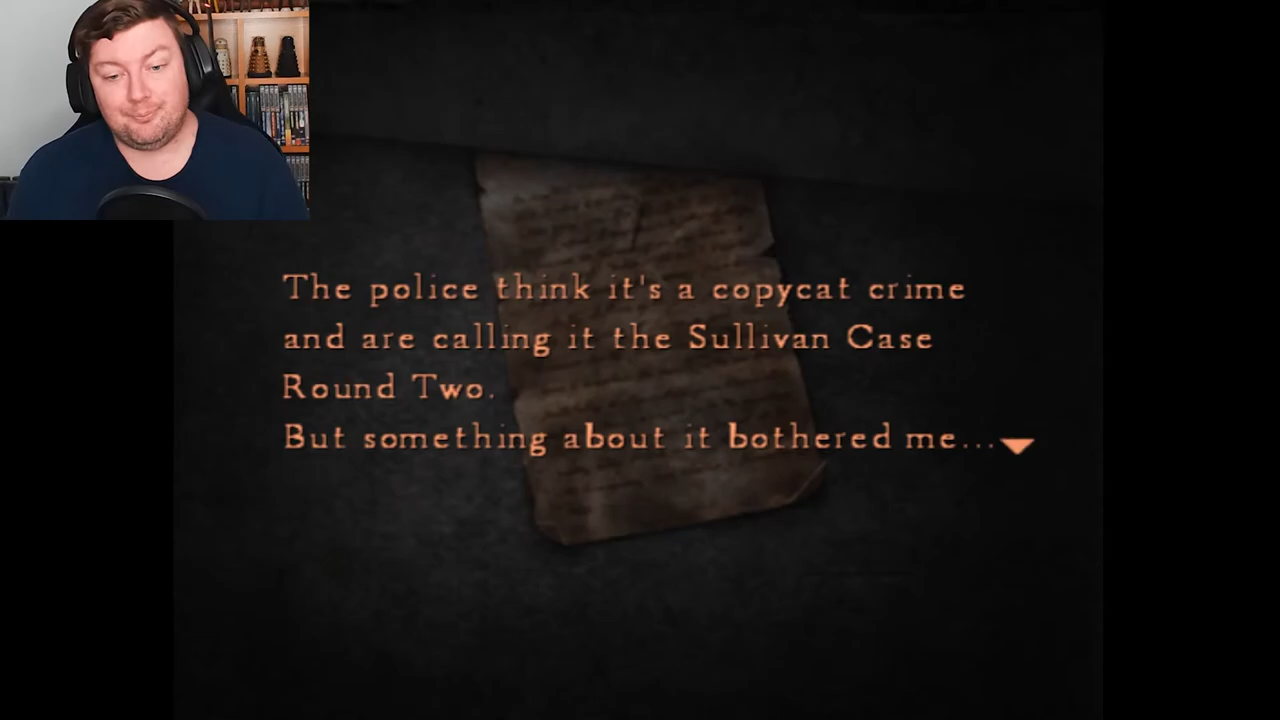 The police think it's a copycat crime
and are calling it the Sullivan Case
Round Two.
But something about it bothered me...